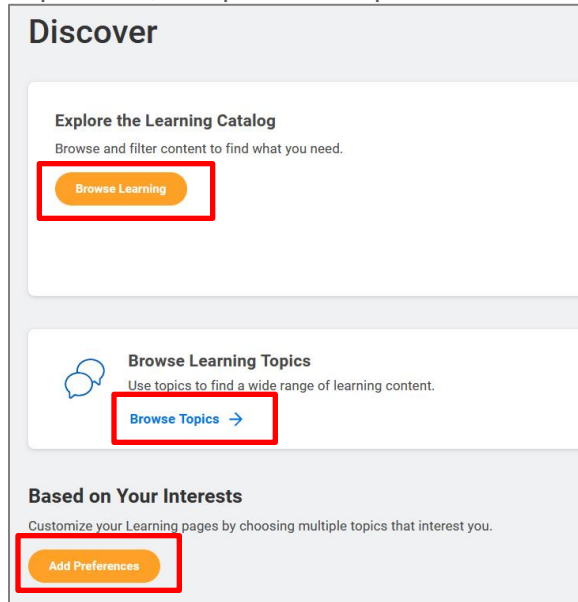 Discover
Explore the Learning Catalog
Browse and filter content to find what you need.
Browse Learning
Browse Learning Topics
Use topics to find a wide range of learning content.
Browse Topics →
Based on Your Interests
Customize your Learning pages by choosing multiple topics that interest you.
Add Preferences